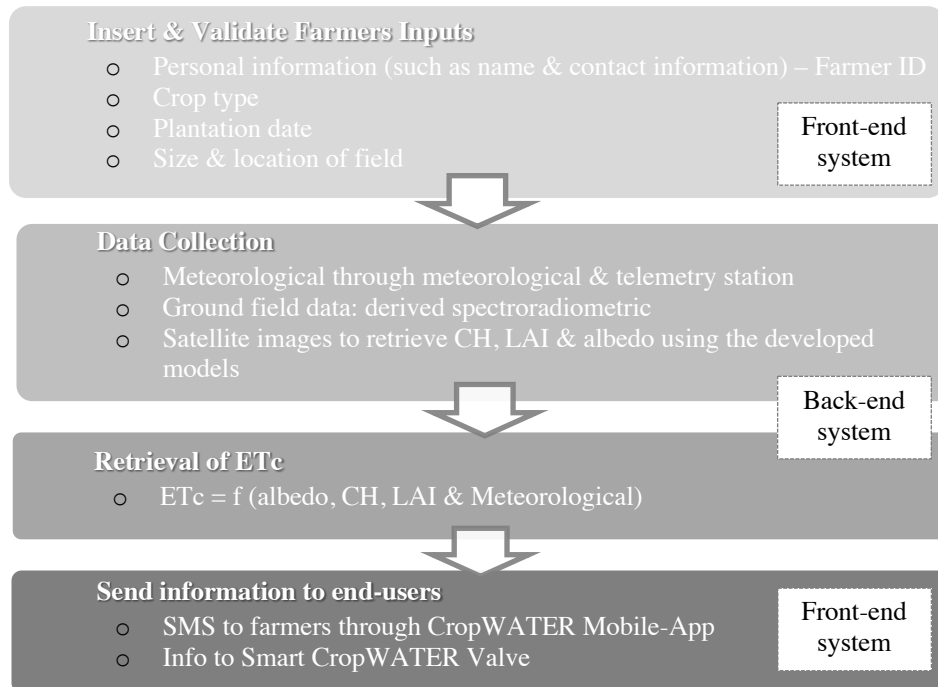 Insert & Validate Farmers Inputs
o Personal information (such as name & contact information) – Farmer ID
o Crop type
o Plantation date
o Size & location of field
Front-end
system
Data Collection
o Meteorological through meteorological & telemetry station
o Ground field data: derived spectroradiometric
o Satellite images to retrieve CH, LAI & albedo using the developed
models
Back-end
system
Retrieval of ETc
o ETc = f (albedo, CH, LAI & Meteorological)
Send information to end-users
o SMS to farmers through CropWATER Mobile-App
o Info to Smart CropWATER Valve
Front-end
system